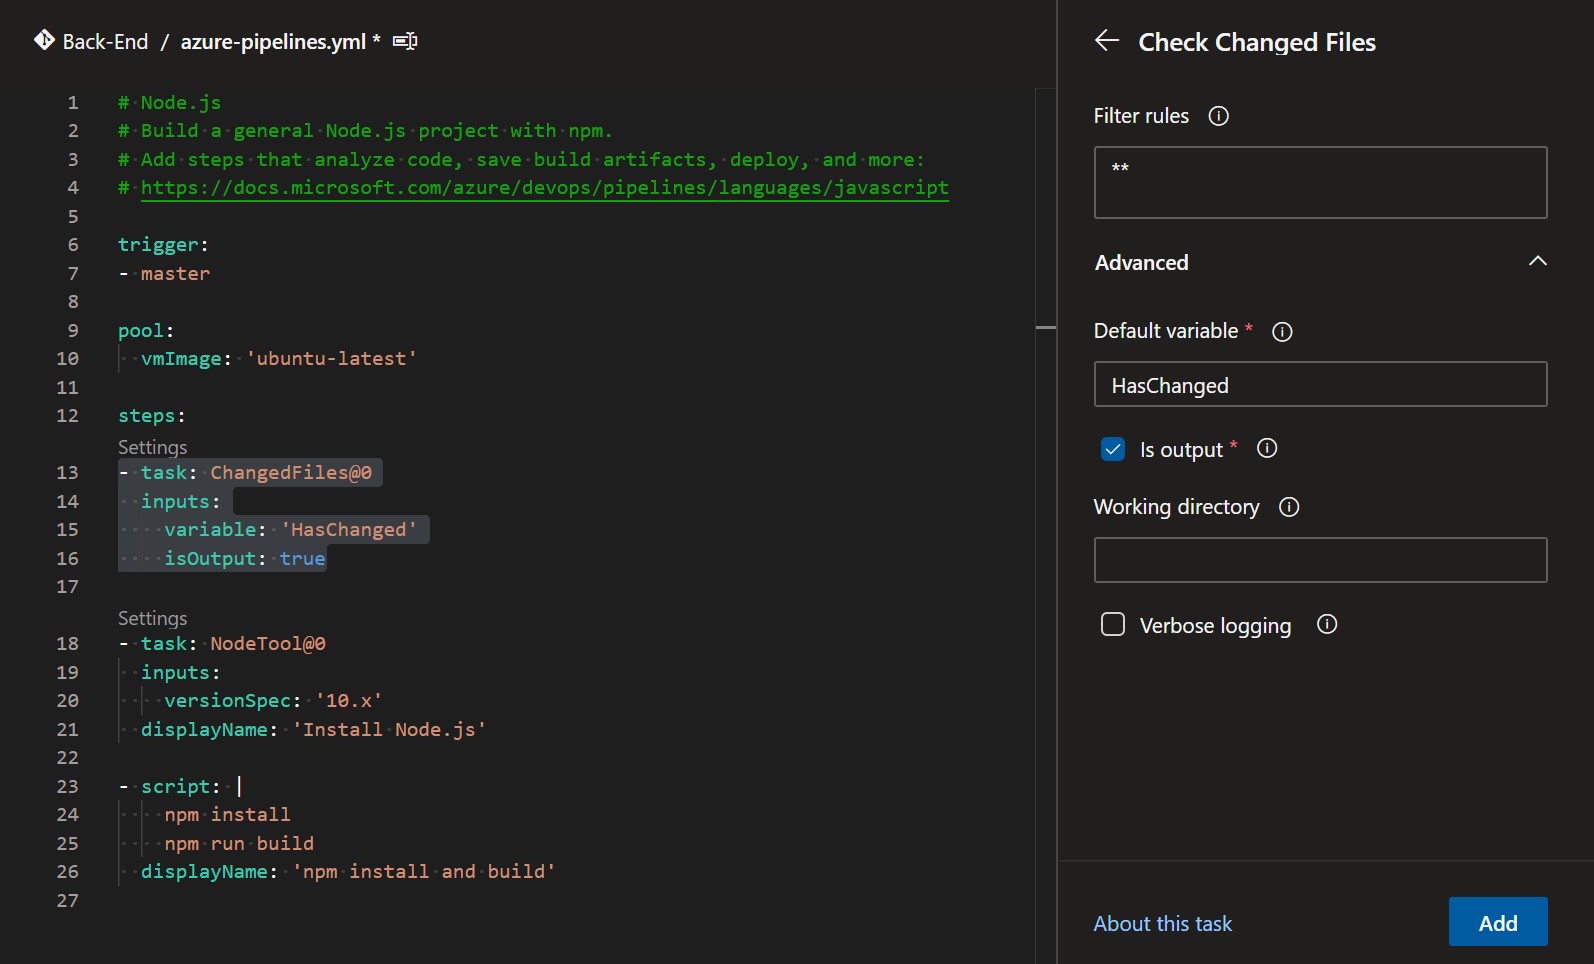 Back-End / azure-pipelines.yml *
1 # Node.js
2 # Build a general Node.js project with npm.
3 # Add steps that analyze code, save build artifacts, deploy, and more:
4 # https://docs.microsoft.com/azure/devops/pipelines/languages/javascript
5
6 trigger:
7 - master
8
9 pool:
10   vmImage: 'ubuntu-latest'
11
12 steps:
Settings
13 - task: ChangedFiles@0
14   inputs:
15     variable: 'HasChanged'
16     isOutput: true
17
Settings
18 - task: NodeTool@0
19   inputs:
20     versionSpec: '10.x'
21   displayName: 'Install Node.js'
22
23 - script: |
24     npm install
25     npm run build
26   displayName: 'npm install and build'
27
Check Changed Files
Filter rules
**
Advanced
Default variable *
HasChanged
Is output *
Working directory
Verbose logging
About this task
Add